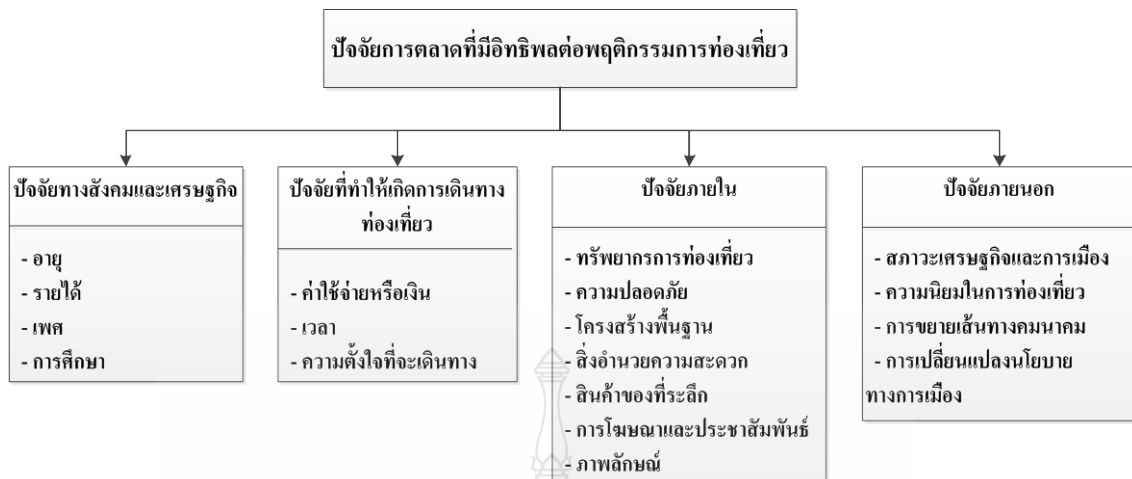 ปัจจัยการตลาดที่มีอิทธิพลต่อพฤติกรรมการท่องเที่ยว
ปัจจัยทางสังคมและเศรษฐกิจ
- อายุ
- รายได้
- เพศ
- การศึกษา
ปัจจัยที่ทำให้เกิดการเดินทาง
ท่องเที่ยว
- ค่าใช้จ่ายหรือเงิน
- เวลา
- ความตั้งใจที่จะเดินทาง
ปัจจัยภายใน
- ทรัพยากรการท่องเที่ยว
- ความปลอดภัย
- โครงสร้างพื้นฐาน
- สิ่งอำนวยความสะดวก
- สินค้าของที่ระลึก
- การโฆษณาและประชาสัมพันธ์
- ภาพลักษณ์
ปัจจัยภายนอก
- สภาวะเศรษฐกิจและการเมือง
- ความนิยมในการท่องเที่ยว
- การขยายเส้นทางคมนาคม
- การเปลี่ยนแปลงนโยบาย
ทางการเมือง